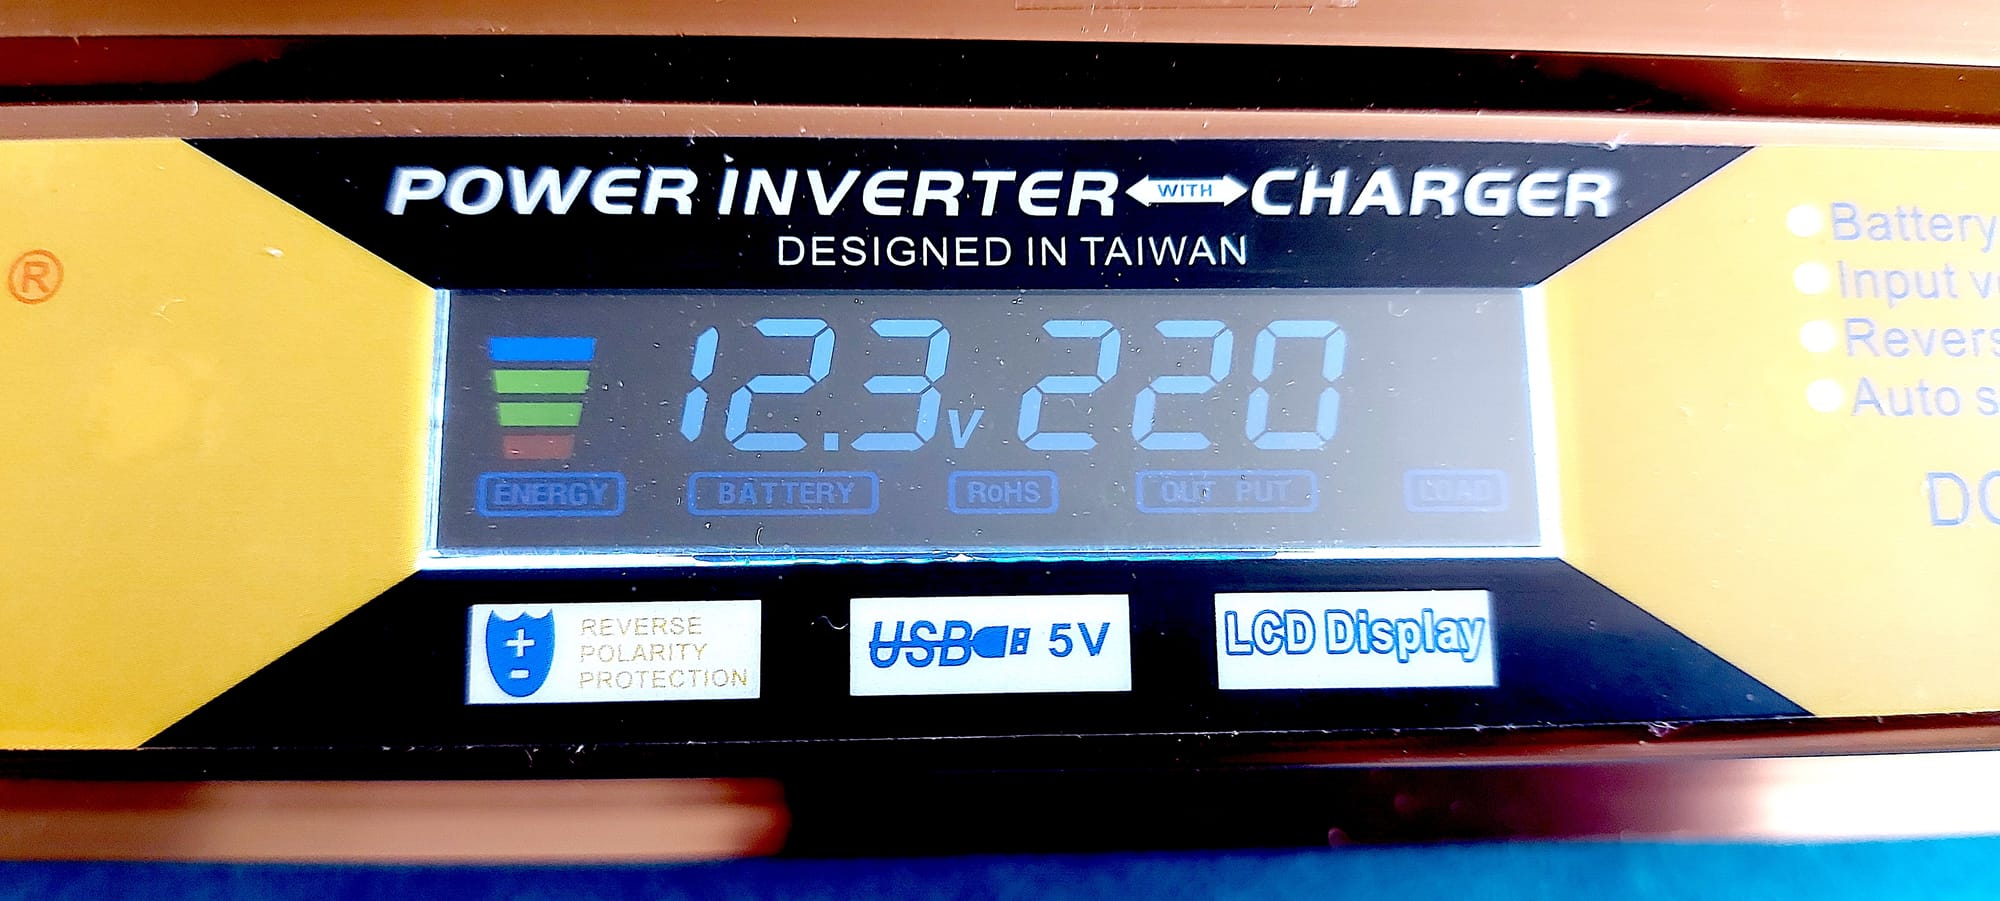 POWER INVERTER WITH CHARGER
DESIGNED IN TAIWAN
®
12.3V 220
ENERGY BATTERY RoHS OUT PUT LOAD
+
-
REVERSE
POLARITY
PROTECTION
USB 5V
LCD Display
Battery
Input
Auto